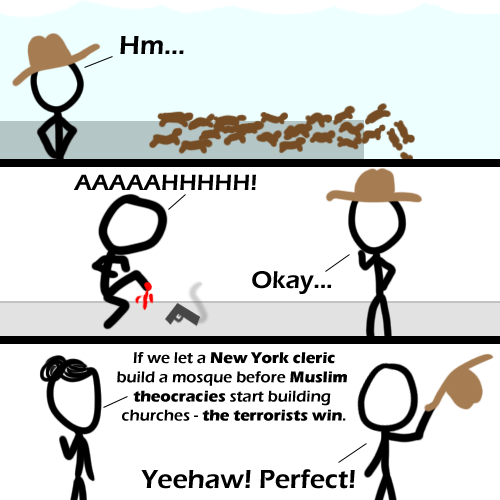 Hm...
AAAAAHHHHH!
Okay...
If we let a New York cleric
build a mosque before Muslim
theocracies start building
churches - the terrorists win.
Yeehaw! Perfect!